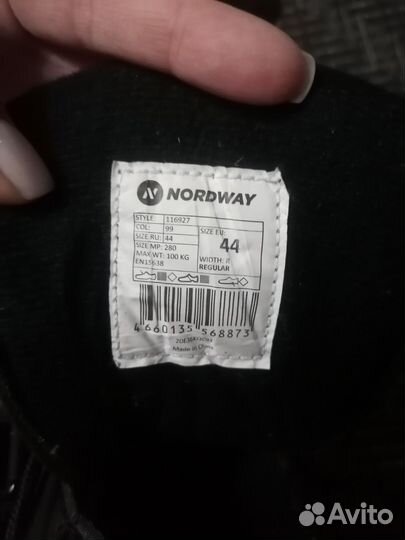 NORDWAY
STYLE 116927
COL: 99
SIZE RU: 44
SIZE MP: 280
MAX WT: 100 KG
EN15638
SIZE EU:
44
WIDTH:
REGULAR
4 660135 568873
Made in China
Avito